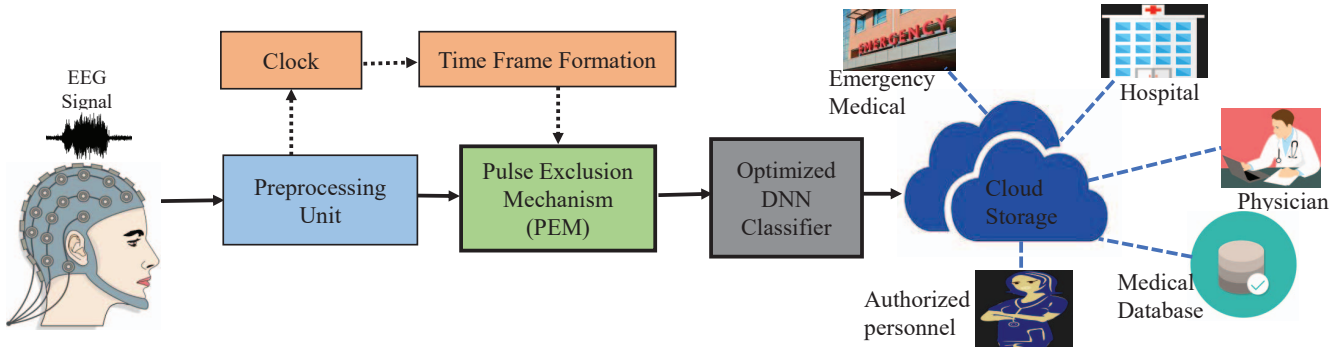 EEG
Signal
Clock
Time Frame Formation
Preprocessing
Unit
Pulse Exclusion
Mechanism
(PEM)
Optimized
DNN
Classifier
EMERGENCY
Emergency
Medical
Hospital
Cloud
Storage
Physician
Medical
Database
Authorized
personnel